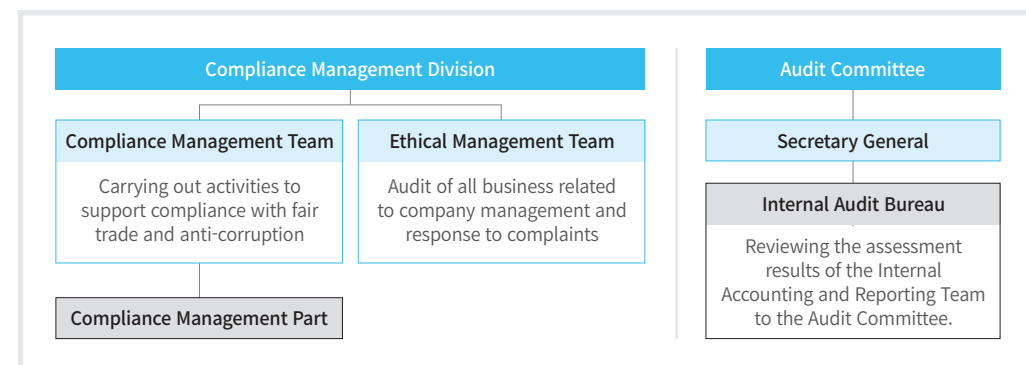 Compliance Management Division
Compliance Management Team
Carrying out activities to
support compliance with fair
trade and anti-corruption
Compliance Management Part
Ethical Management Team
Audit of all business related
to company management and
response to complaints
Audit Committee
Secretary General
Internal Audit Bureau
Reviewing the assessment
results of the Internal
Accounting and Reporting Team
to the Audit Committee.